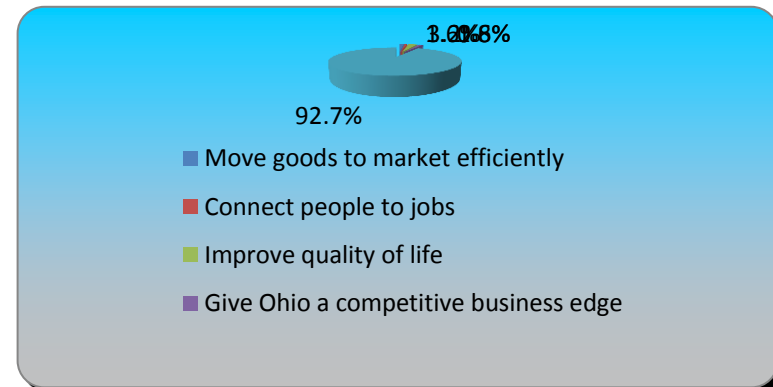 92.7%
Move goods to market efficiently
Connect people to jobs
Improve quality of life
Give Ohio a competitive business edge